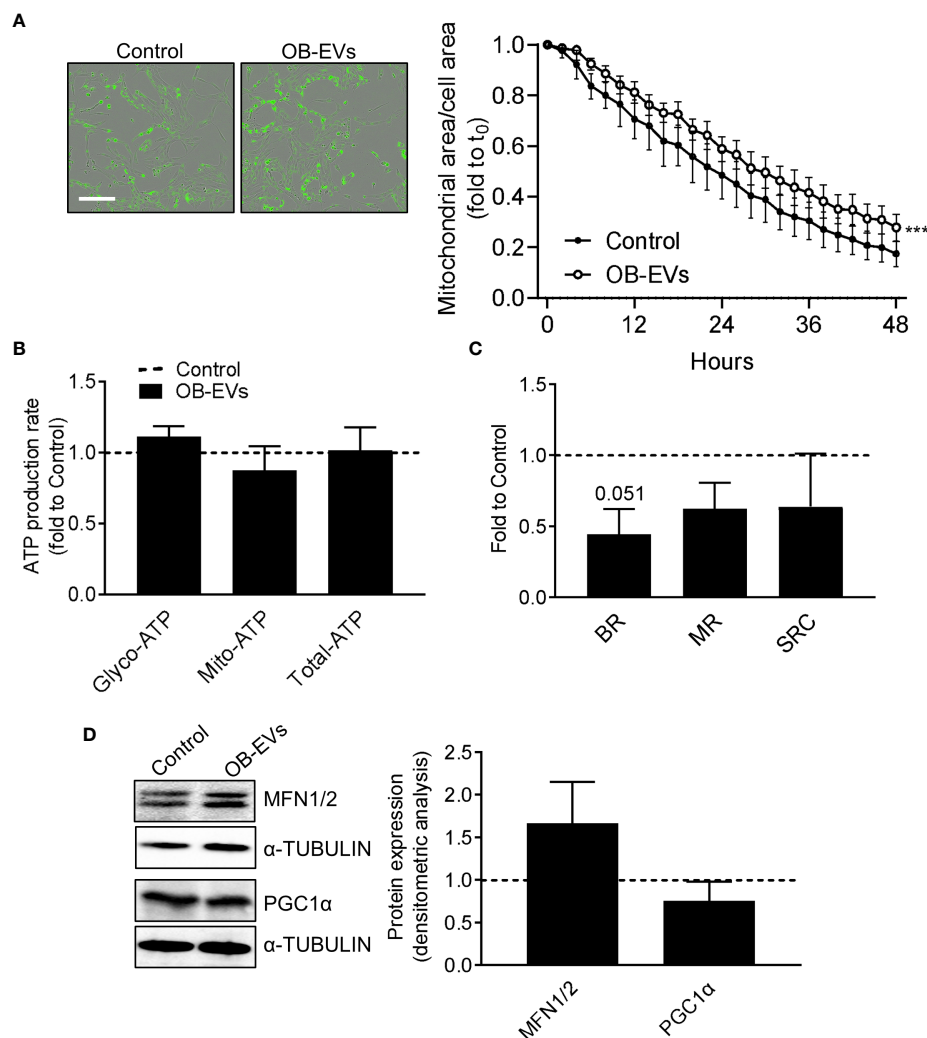 A
Control
OB-EVs
Mitochondrial area/cell area
(fold to t0)
1.0
0.8
0.6
0.4
0.2
0.0
Control
OB-EVs
***
0
12
24
36
48
Hours
B
Control
OB-EVs
ATP production rate
(fold to Control)
1.5
1.0
0.5
0.0
Glyco-ATP
Mito-ATP
Total-ATP
C
Fold to Control
1.5
1.0
0.5
0.0
0.051
BR
MR
SRC
D
Control
OB-EVs
MFN1/2
α-TUBULIN
PGC1α
α-TUBULIN
Protein expression
(densitometric analysis)
2.5
2.0
1.5
1.0
0.5
0.0
MFN1/2
PGC1α